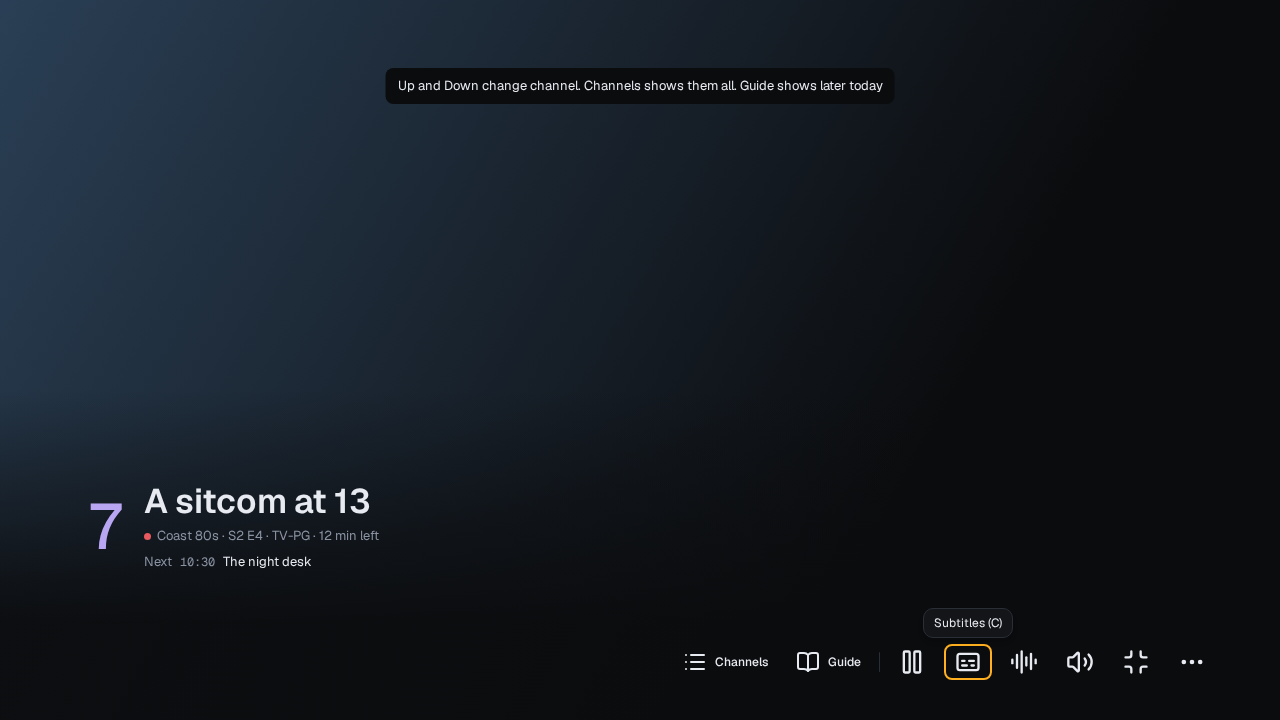 Up and Down change channel. Channels shows them all. Guide shows later today
7
A sitcom at 13
Coast 80s · S2 E4 · TV-PG · 12 min left
Next 10:30 The night desk
Subtitles (C)
Channels
Guide